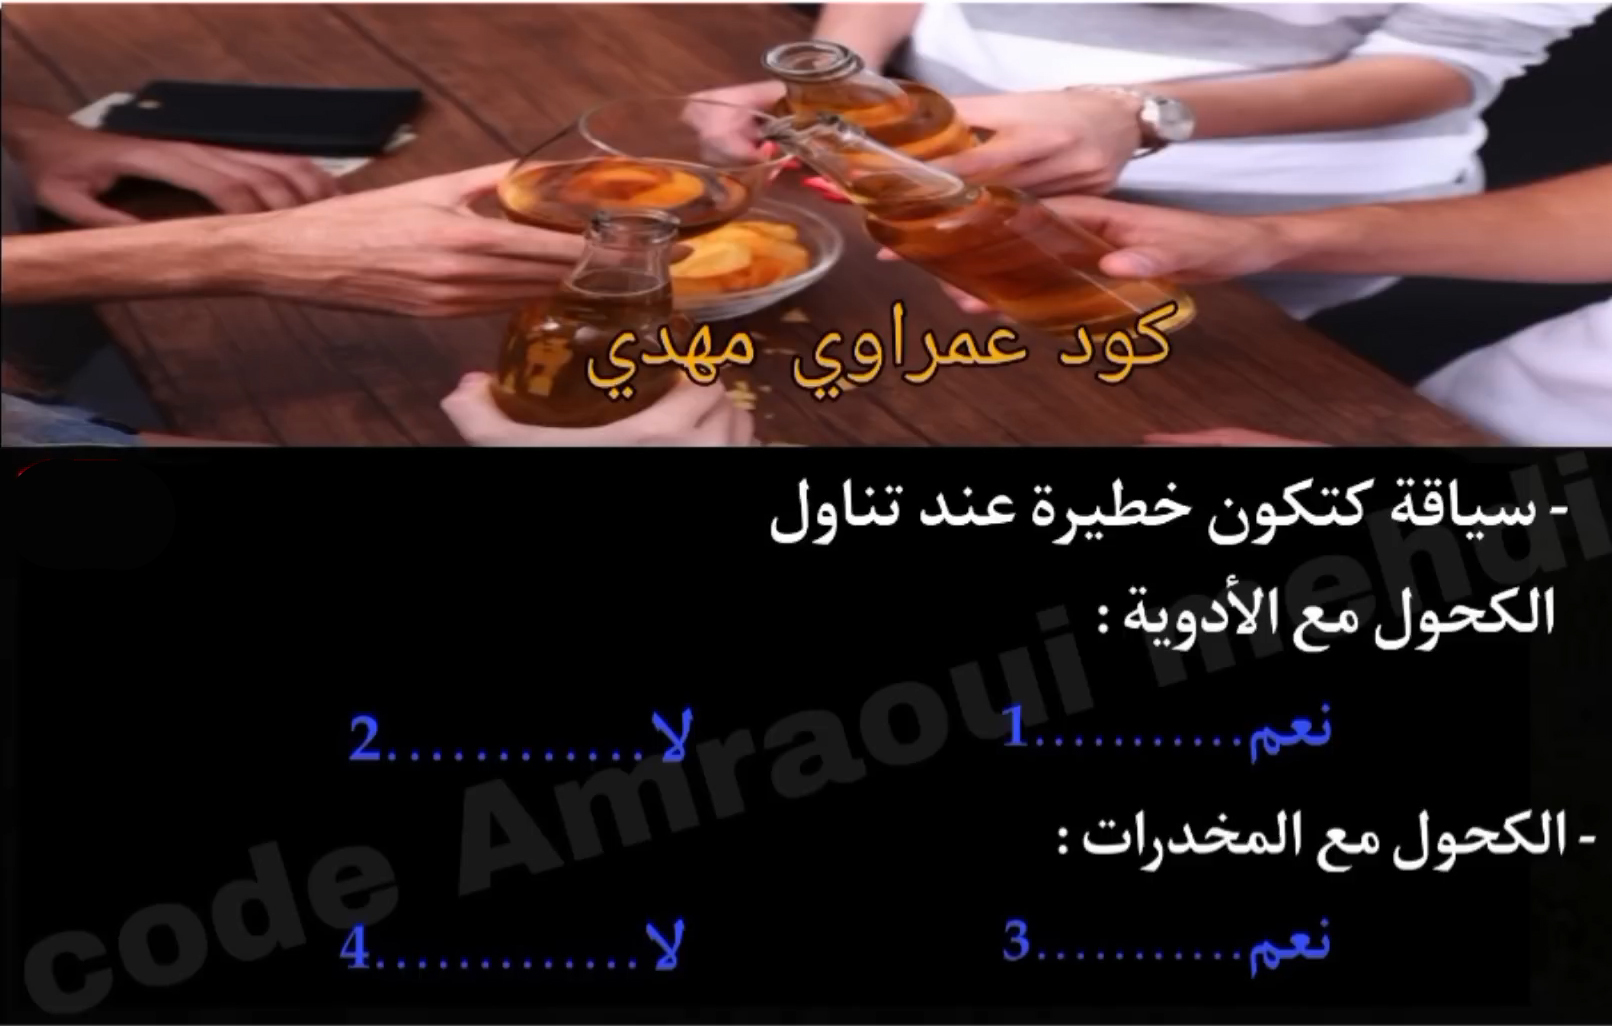 كود عمراوي مهدي
- سياقة كتكون خطيرة عند تناول
الكحول مع الأدوية :
نعم...........1 لا.............2
- الكحول مع المخدرات :
نعم...........3 لا.............4
code Amraoui mehdi